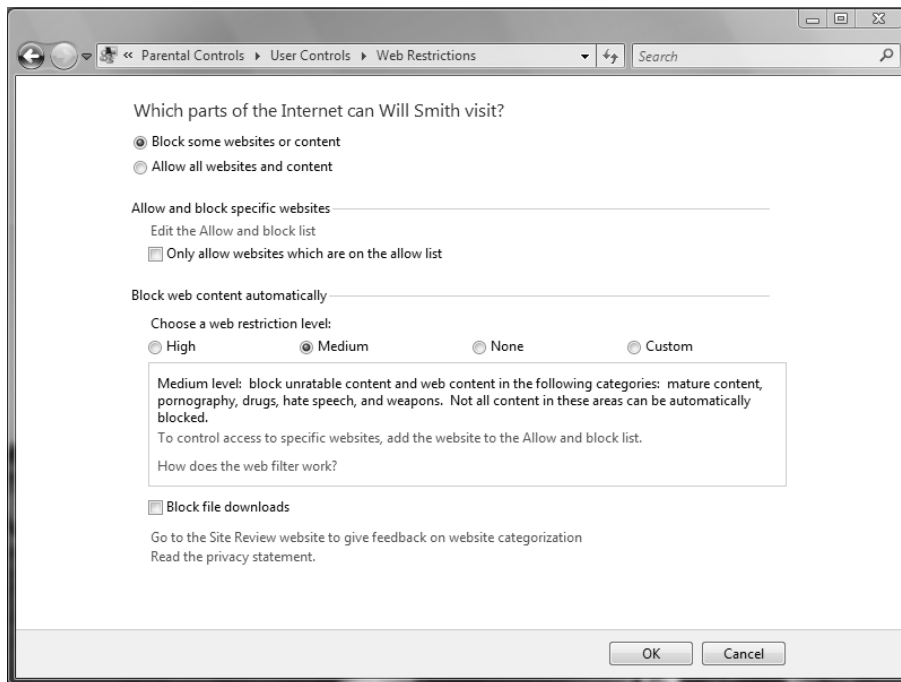 « Parental Controls ▸ User Controls ▸ Web Restrictions
Search
Which parts of the Internet can Will Smith visit?
Block some websites or content
Allow all websites and content
Allow and block specific websites
Edit the Allow and block list
Only allow websites which are on the allow list
Block web content automatically
Choose a web restriction level:
High Medium None Custom
Medium level: block unratable content and web content in the following categories: mature content,
pornography, drugs, hate speech, and weapons. Not all content in these areas can be automatically
blocked.
To control access to specific websites, add the website to the Allow and block list.
How does the web filter work?
Block file downloads
Go to the Site Review website to give feedback on website categorization
Read the privacy statement.
OK Cancel